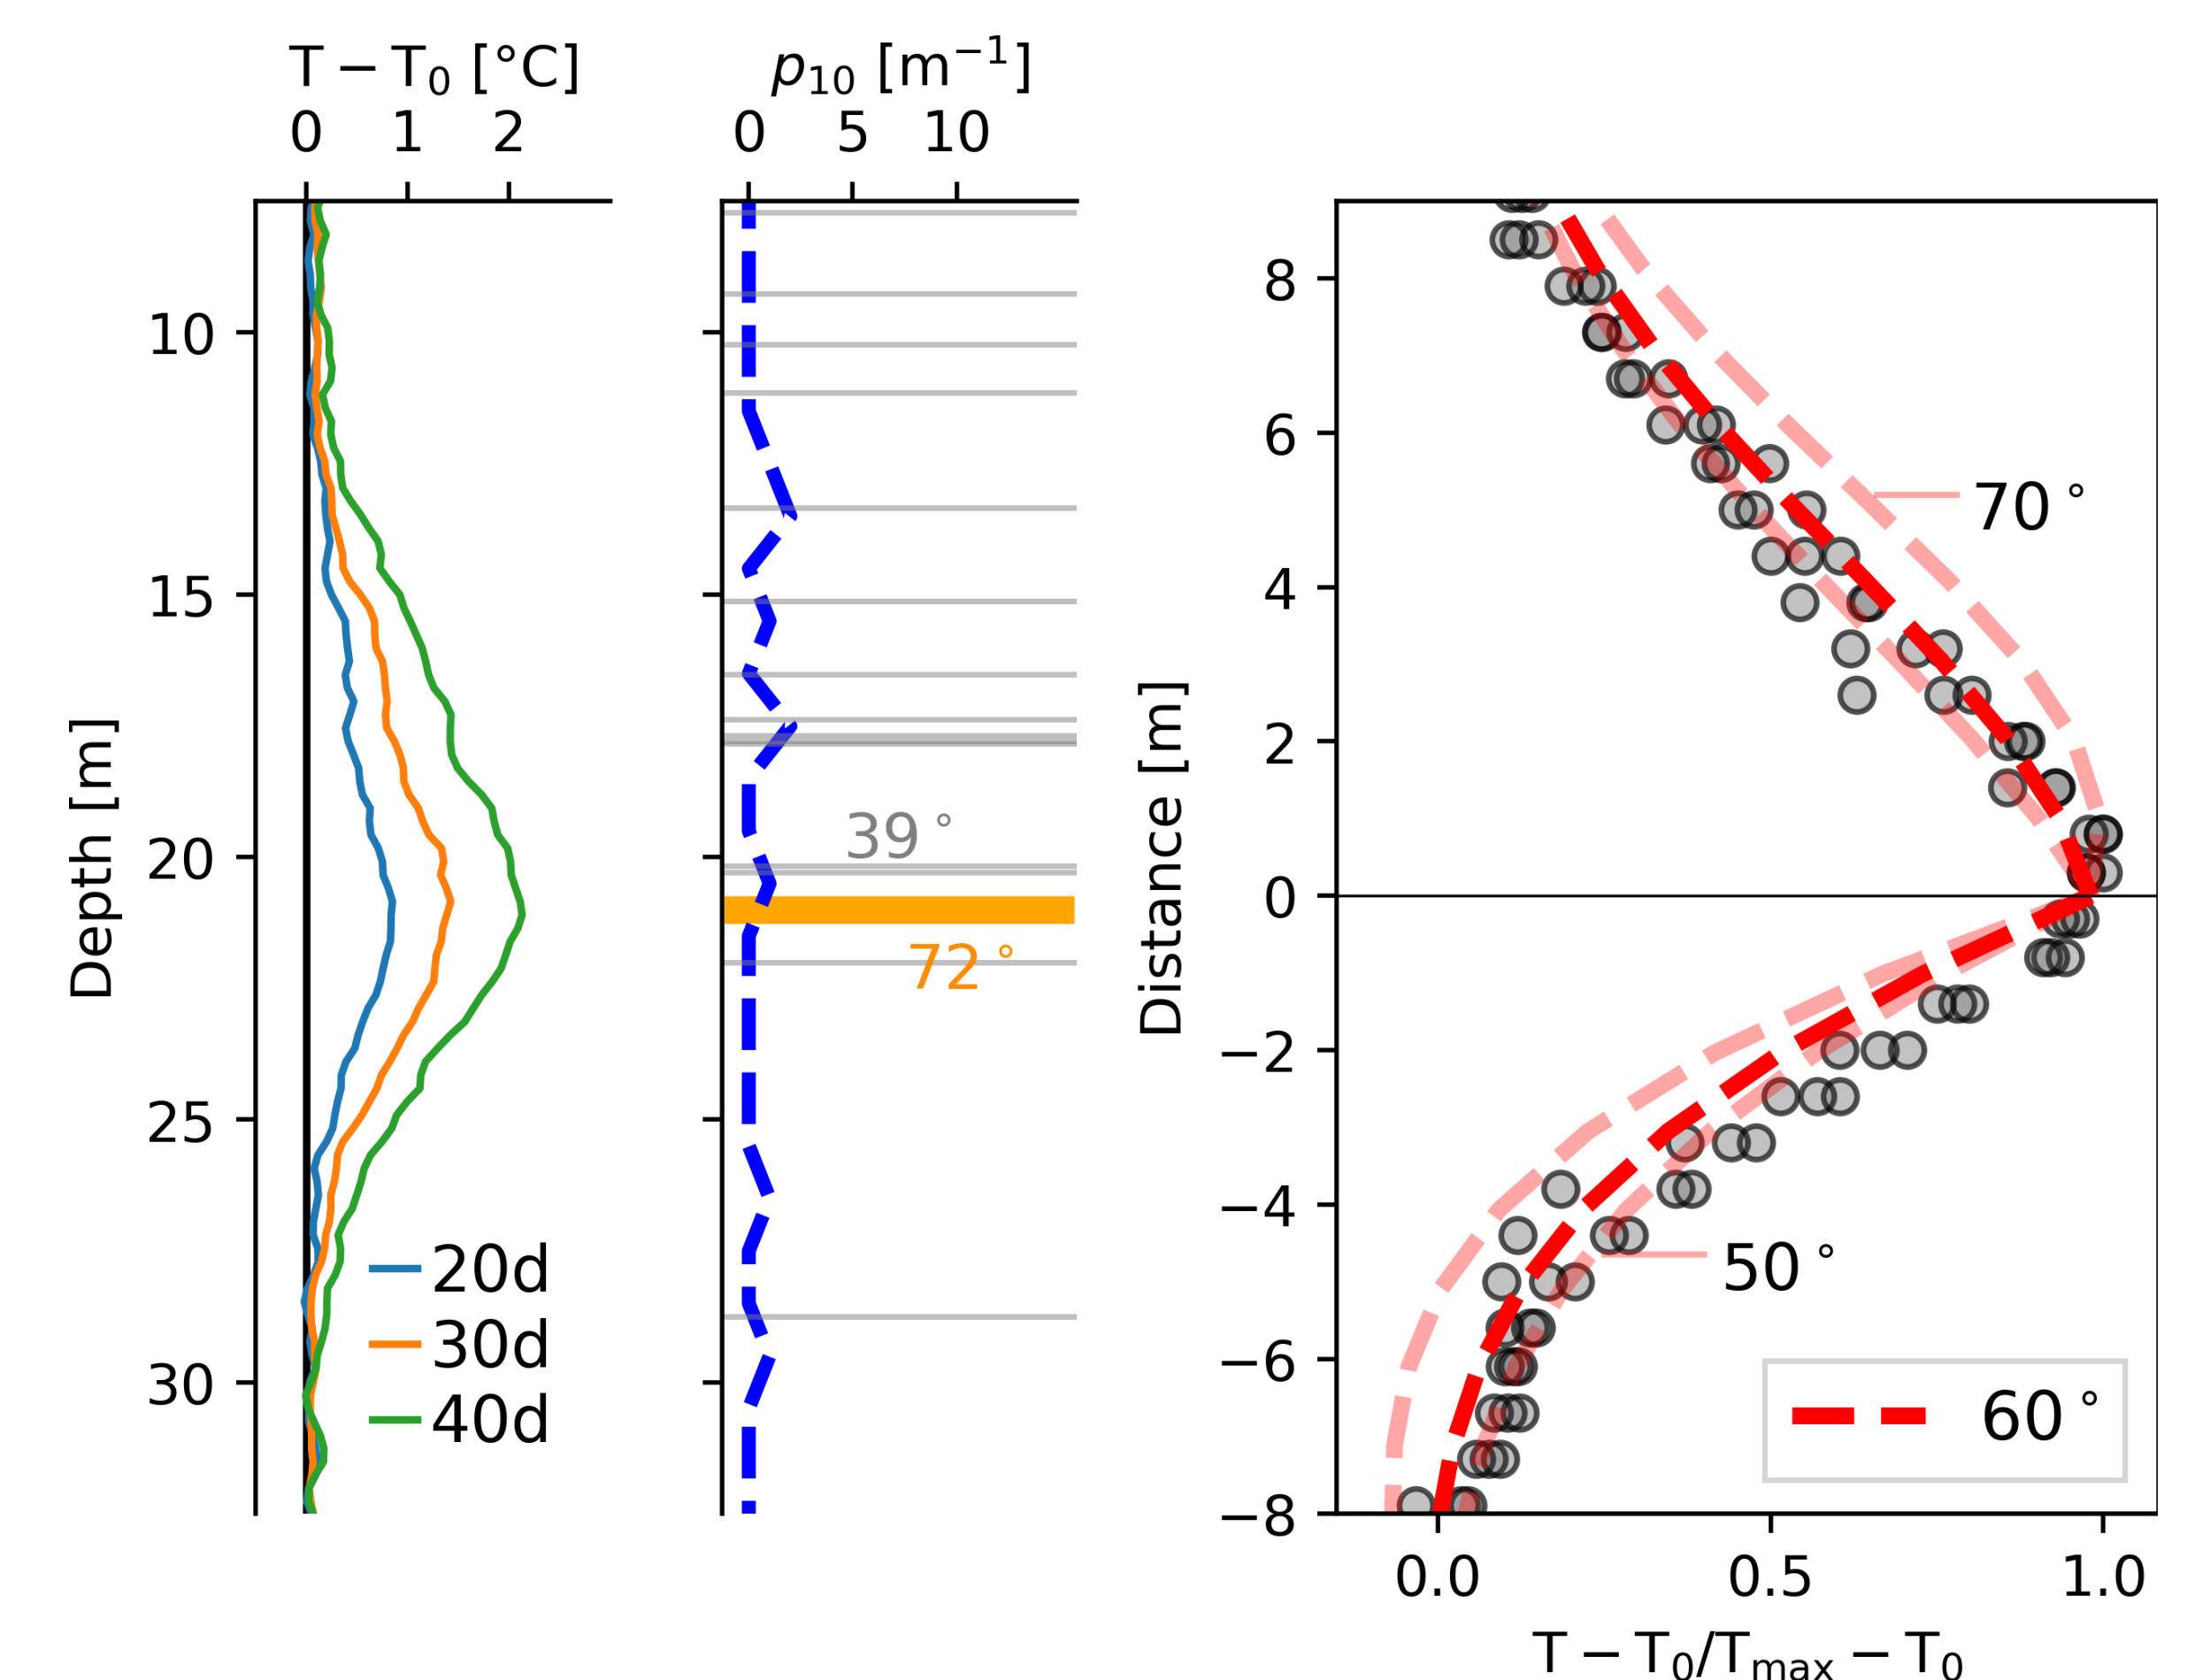 T − T₀ [°C]
0 1 2
Depth [m]
10
15
20
25
30
20d
30d
40d
p₁₀ [m⁻¹]
0 5 10
39°
72°
Distance [m]
8
6
4
2
0
−2
−4
−6
−8
70°
50°
60°
0.0 0.5 1.0
T − T₀/Tₘₐₓ − T₀